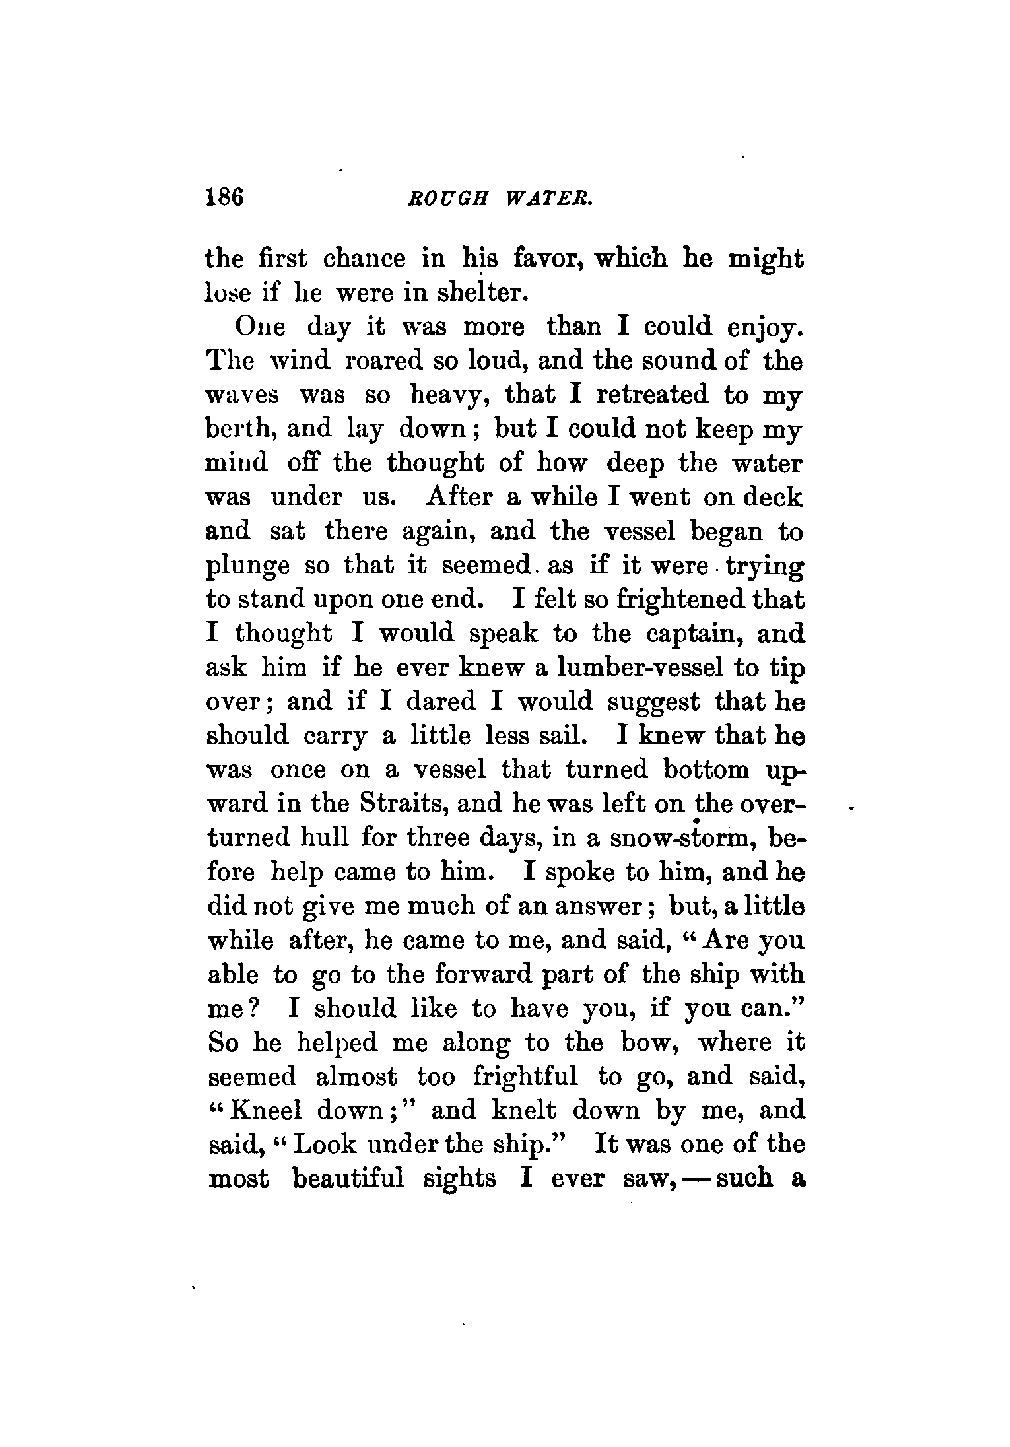 186 ROUGH WATER.
the first chance in his favor, which he might
lose if he were in shelter.
One day it was more than I could enjoy.
The wind roared so loud, and the sound of the
waves was so heavy, that I retreated to my
berth, and lay down; but I could not keep my
mind off the thought of how deep the water
was under us. After a while I went on deck
and sat there again, and the vessel began to
plunge so that it seemed as if it were trying
to stand upon one end. I felt so frightened that
I thought I would speak to the captain, and
ask him if he ever knew a lumber-vessel to tip
over; and if I dared I would suggest that he
should carry a little less sail. I knew that he
was once on a vessel that turned bottom up-
ward in the Straits, and he was left on the over-
turned hull for three days, in a snow-storm, be-
fore help came to him. I spoke to him, and he
did not give me much of an answer; but, a little
while after, he came to me, and said, “Are you
able to go to the forward part of the ship with
me? I should like to have you, if you can.”
So he helped me along to the bow, where it
seemed almost too frightful to go, and said,
“Kneel down;” and knelt down by me, and
said, “Look under the ship.” It was one of the
most beautiful sights I ever saw,—such a